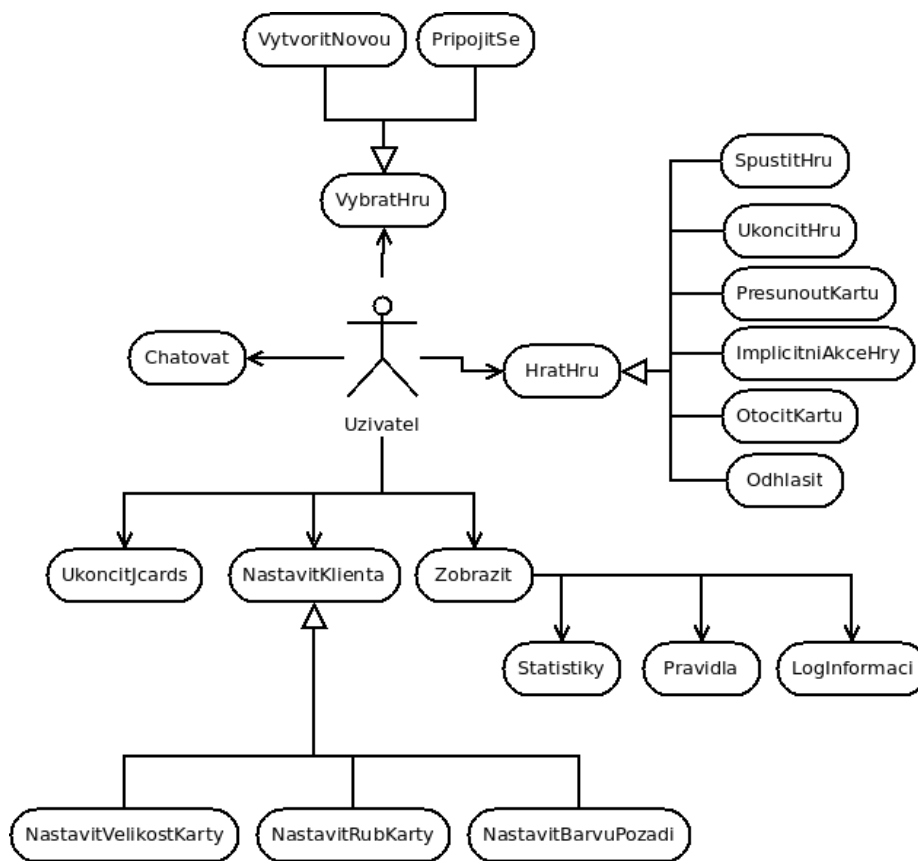 VytvoritNovou
PripojitSe
VybratHru
SpustitHru
UkoncitHru
PresunoutKartu
ImplicitniAkceHry
OtocitKartu
Odhlasit
Chatovat
HratHru
Uzivatel
UkoncitJcards
NastavitKlienta
Zobrazit
Statistiky
Pravidla
LogInformaci
NastavitVelikostKarty
NastavitRubKarty
NastavitBarvuPozadi